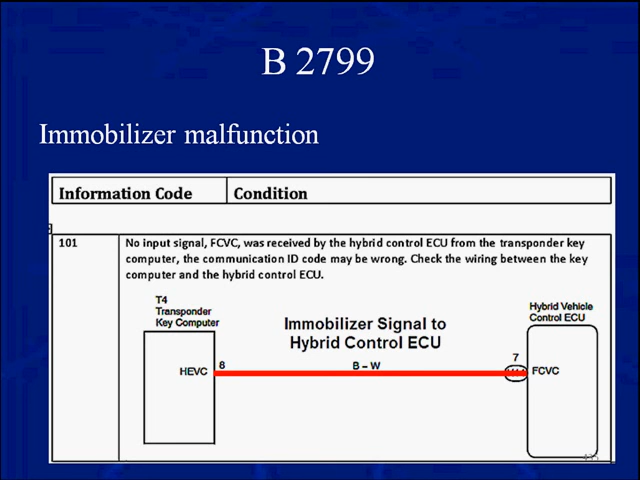 B 2799
Immobilizer malfunction
Information Code Condition
101 No input signal, FCVC, was received by the hybrid control ECU from the transponder key
computer, the communication ID code may be wrong. Check the wiring between the key
computer and the hybrid control ECU.
T4
Transponder
Key Computer
Hybrid Vehicle
Control ECU
Immobilizer Signal to
Hybrid Control ECU
HEVC
8
B – W
7
FCVC